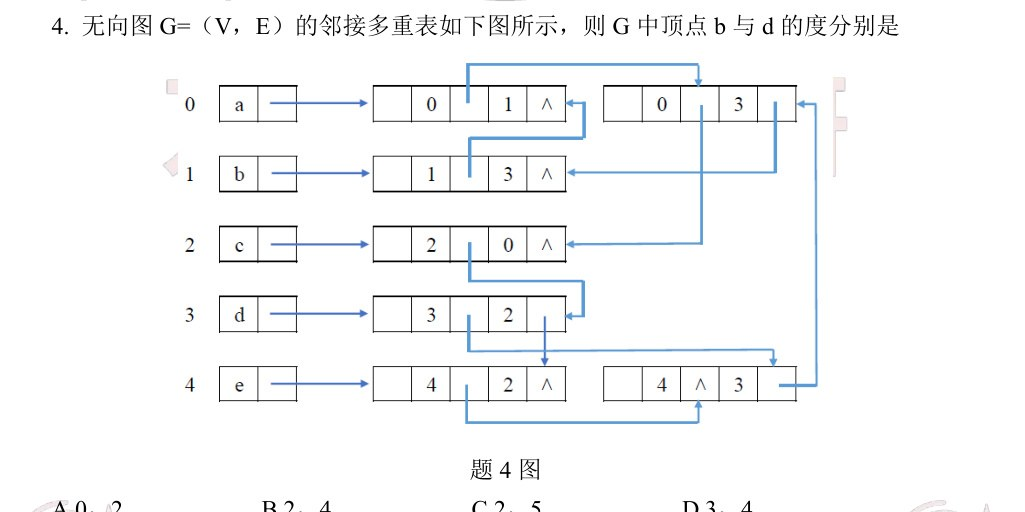 4. 无向图 G=（V，E）的邻接多重表如下图所示，则 G 中顶点 b 与 d 的度分别是
0 a 0 1 ^ 0 3
1 b 1 3 ^
2 c 2 0 ^
3 d 3 2
4 e 4 2 ^ 4 ^ 3
题 4 图
A 0、2 B 2、4 C 2、5 D 3、4